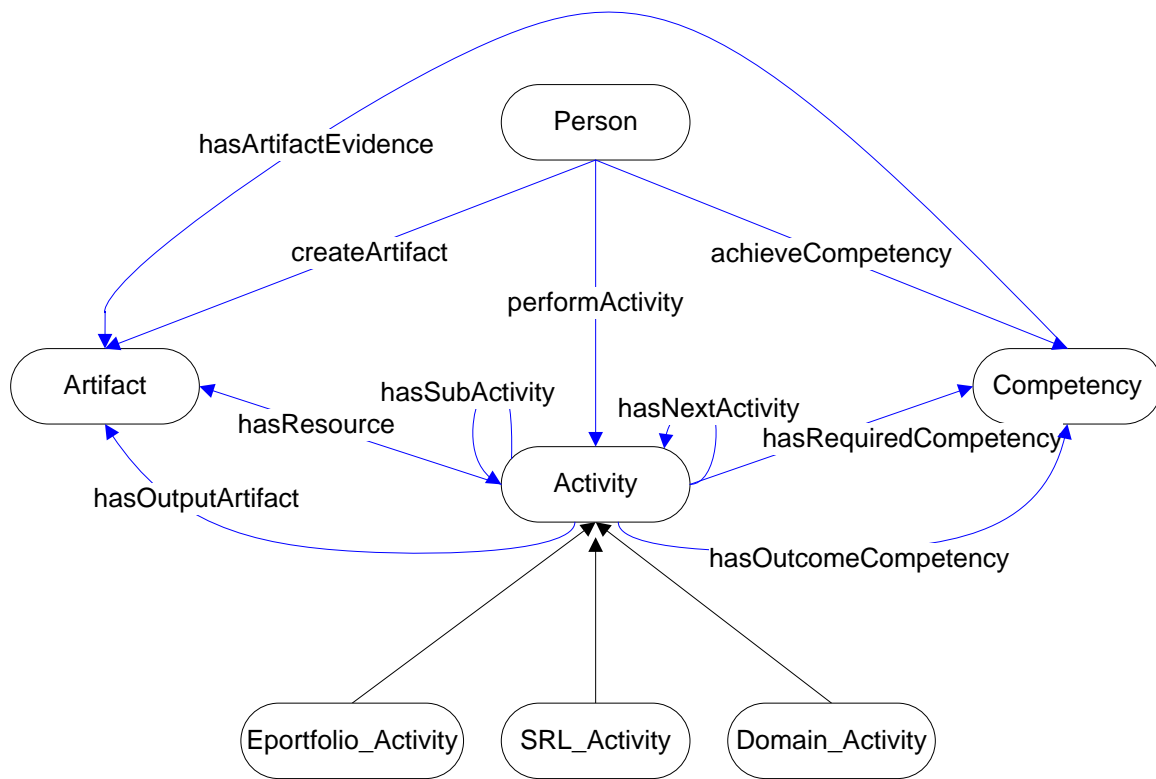 Person
hasArtifactEvidence
createArtifact
achieveCompetency
performActivity
Artifact
Competency
hasSubActivity
hasNextActivity
hasResource
hasRequiredCompetency
Activity
hasOutputArtifact
hasOutcomeCompetency
Eportfolio_Activity
SRL_Activity
Domain_Activity